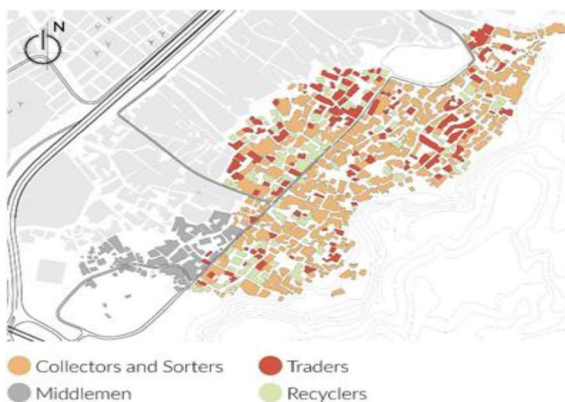 N
Collectors and Sorters
Traders
Middlemen
Recyclers